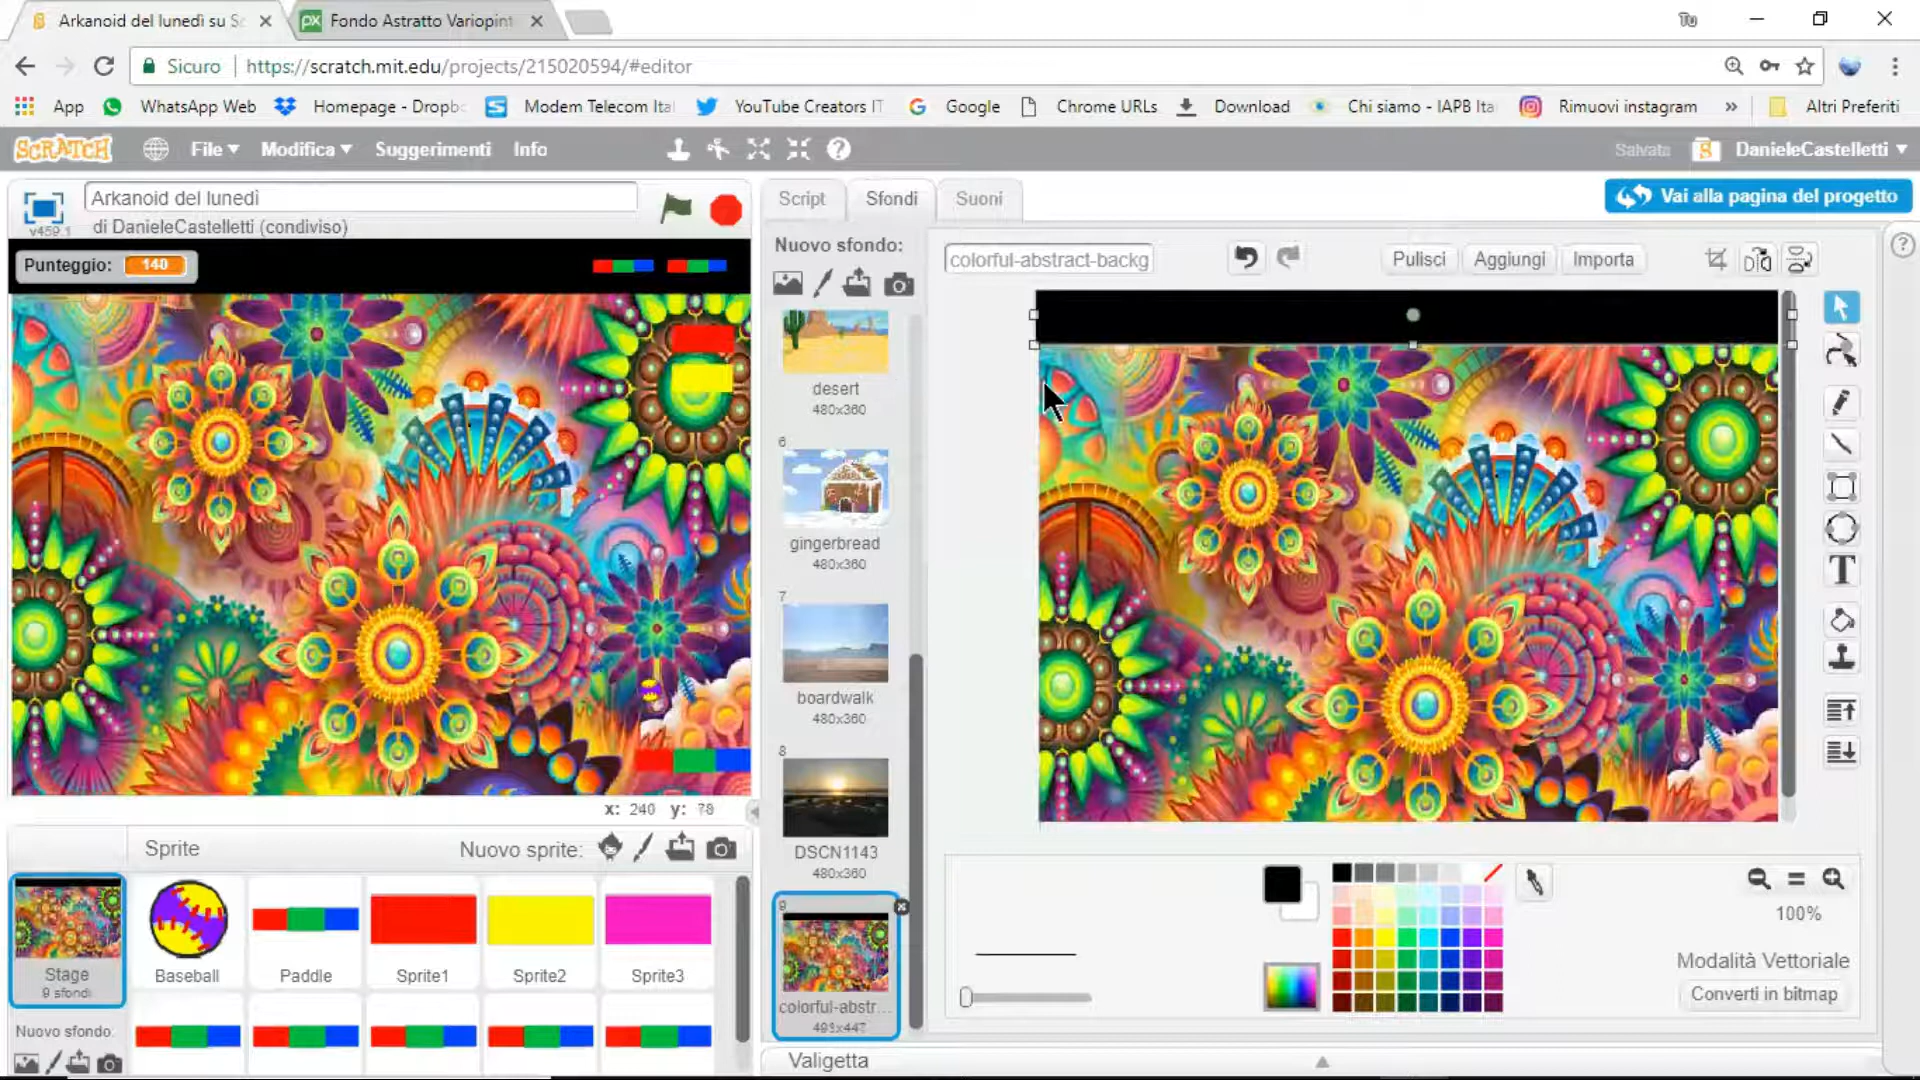 Arkanoid del lunedì su Sc
Fondo Astratto Variopint
Sicuro
https://scratch.mit.edu/projects/215020594/#editor
App
WhatsApp Web
Homepage - Dropb
Modem Telecom Ita
YouTube Creators IT
Google
Chrome URLs
Download
Chi siamo - IAPB Ita
Rimuovi instagram
»
Altri Preferiti
SCRATCH
File
Modifica
Suggerimenti
Info
Salvato
DanieleCastelletti
v459.1
Arkanoid del lunedì
di DanieleCastelletti (condiviso)
Script
Sfondi
Suoni
Vai alla pagina del progetto
Punteggio: 140
Nuovo sfondo:
colorful-abstract-backg
Pulisci
Aggiungi
Importa
desert
480x360
6
gingerbread
480x360
7
boardwalk
480x360
8
DSCN1143
480x360
9
colorful-abstr...
x: 240 y: 78
Sprite
Nuovo sprite:
Stage
9 sfondi
Nuovo sfondo:
Baseball
Paddle
Sprite1
Sprite2
Sprite3
100%
Modalità Vettoriale
Converti in bitmap
Valigetta